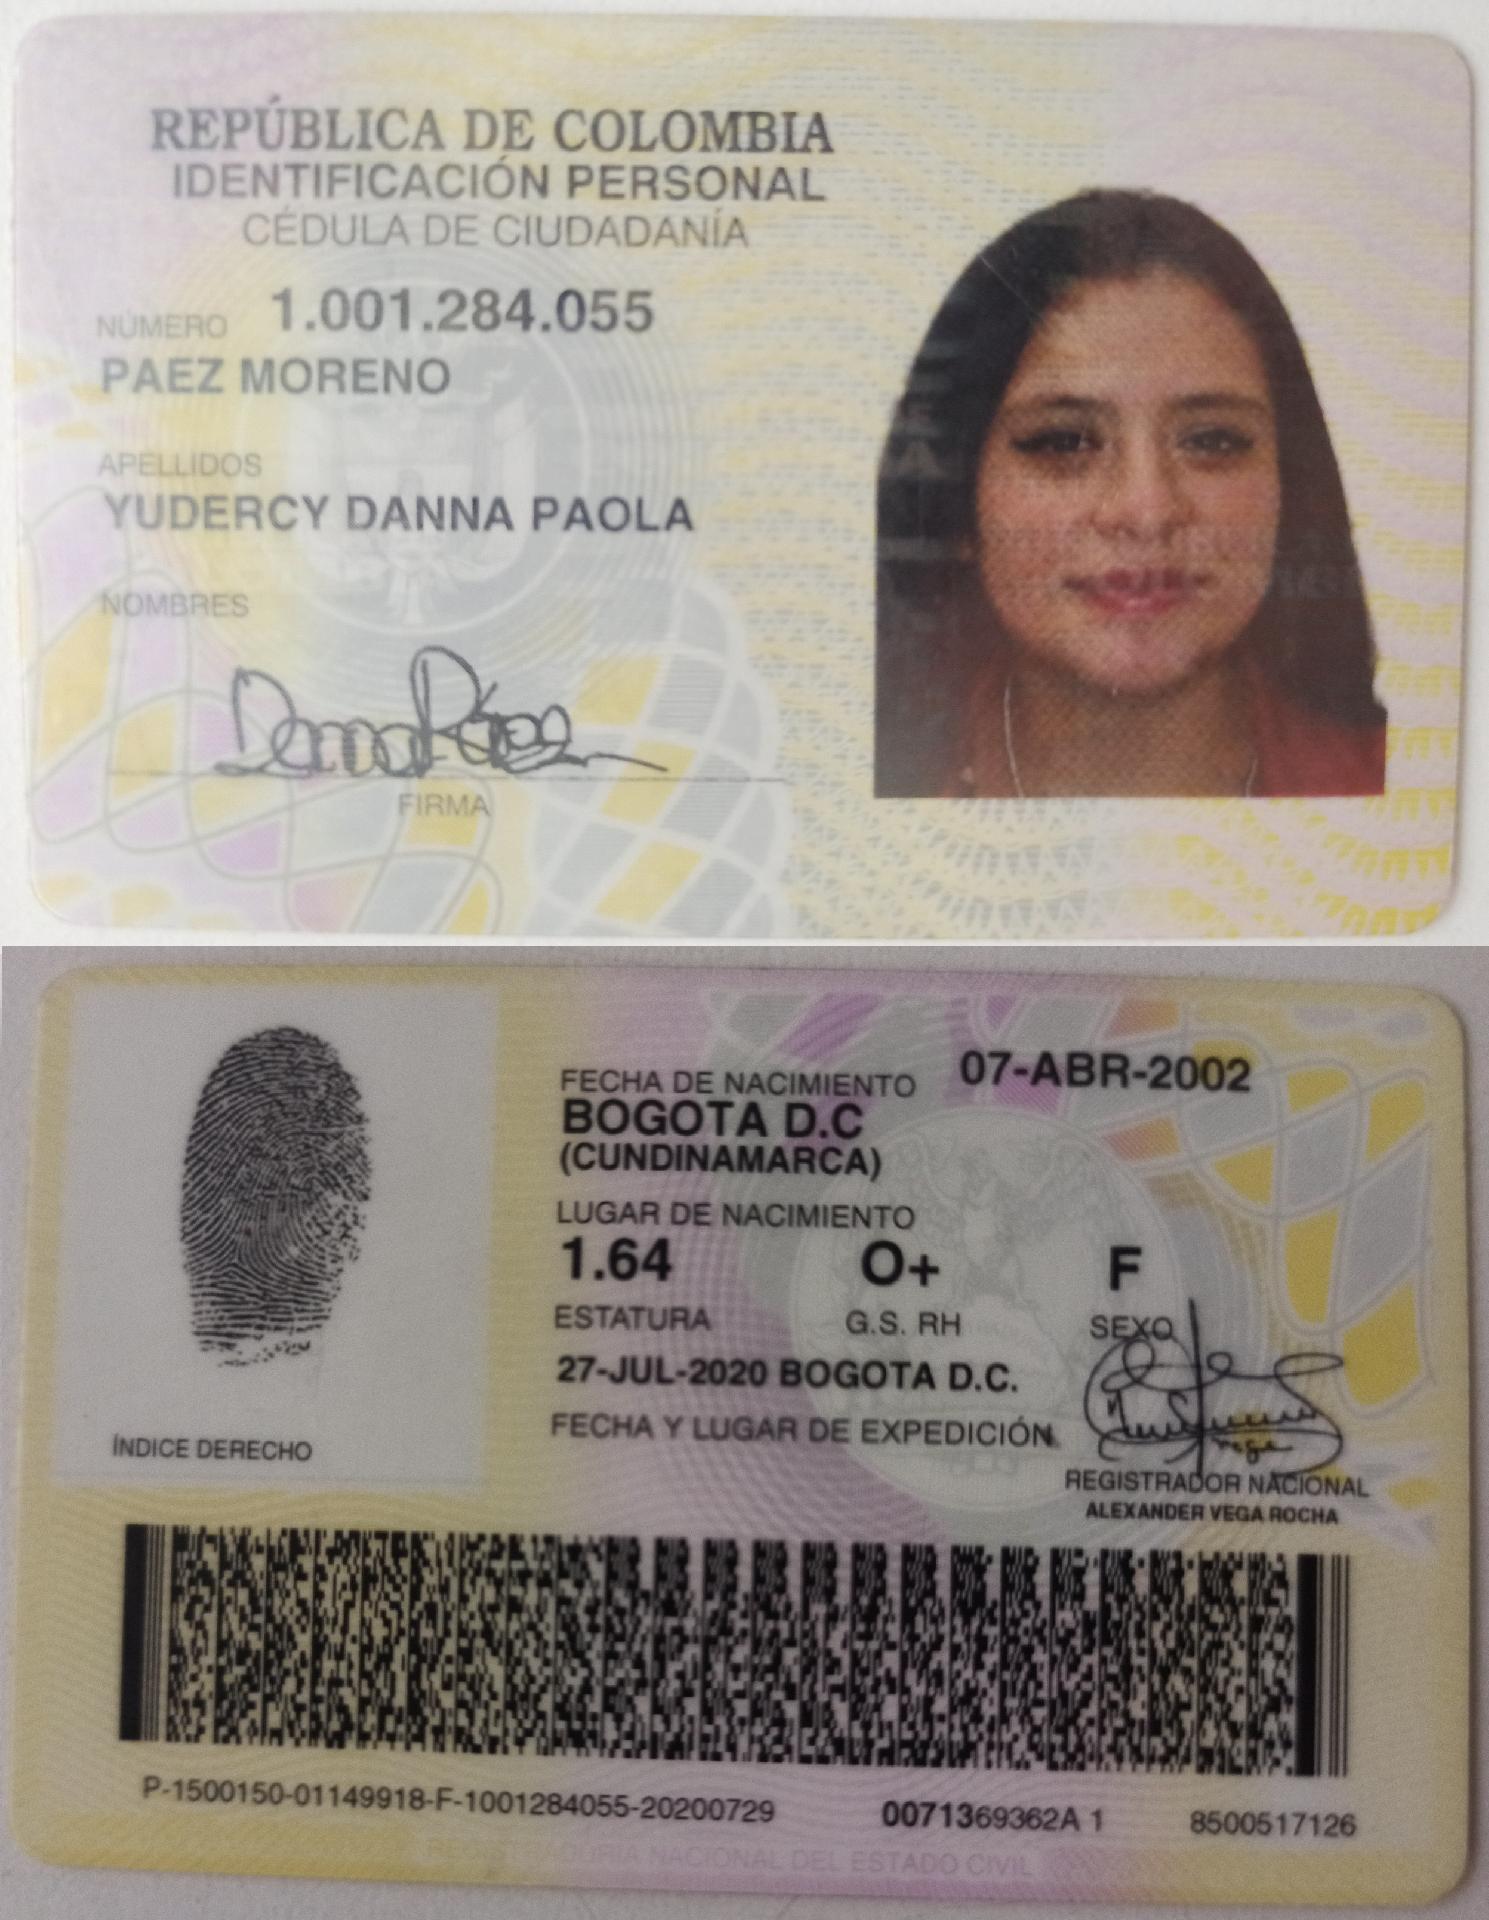 REPÚBLICA DE COLOMBIA
IDENTIFICACIÓN PERSONAL
CÉDULA DE CIUDADANÍA
NÚMERO 1.001.284.055
PAEZ MORENO
APELLIDOS
YUDERCY DANNA PAOLA
NOMBRES
Danna Páez
FIRMA
FECHA DE NACIMIENTO 07-ABR-2002
BOGOTA D.C
(CUNDINAMARCA)
LUGAR DE NACIMIENTO
1.64 O+ F
ESTATURA G.S. RH SEXO
27-JUL-2020 BOGOTA D.C.
FECHA Y LUGAR DE EXPEDICIÓN
ÍNDICE DERECHO
REGISTRADOR NACIONAL
ALEXANDER VEGA ROCHA
P-1500150-01149918-F-1001284055-20200729 0071369362A 1 8500517126
REGISTRADURIA NACIONAL DEL ESTADO CIVIL